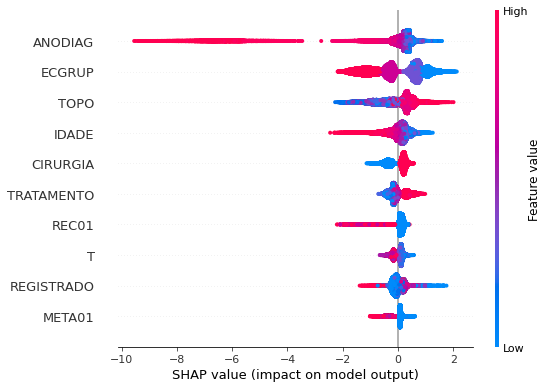 High
ANODIAG
ECGRUP
TOPO
IDADE
CIRURGIA
TRATAMENTO
REC01
T
REGISTRADO
META01
Feature value
Low
−10 −8 −6 −4 −2 0 2
SHAP value (impact on model output)